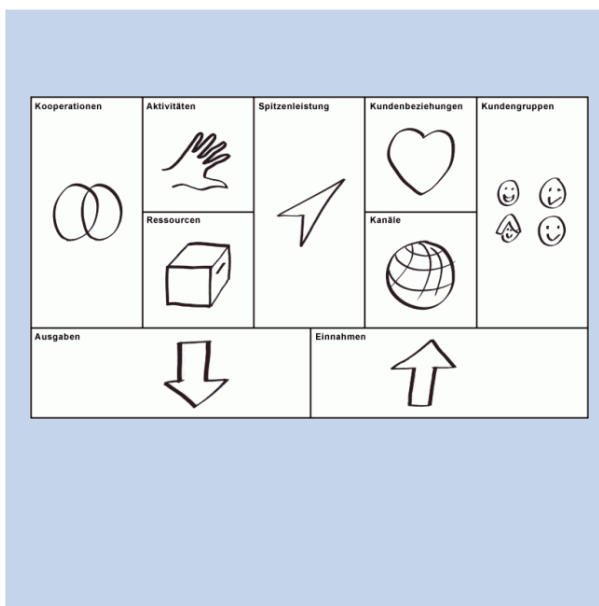 Kooperationen
Aktivitäten
Spitzenleistung
Kundenbeziehungen
Kundengruppen
Ressourcen
Kanäle
Ausgaben
Einnahmen